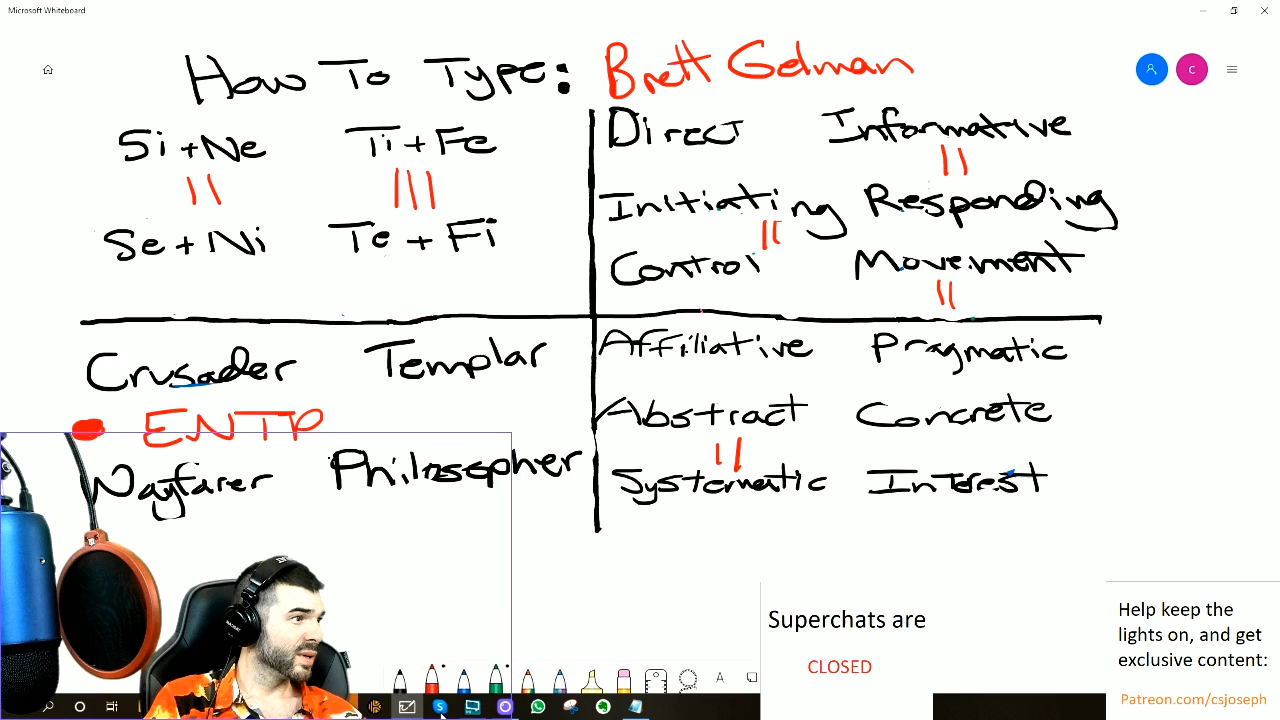 Microsoft Whiteboard
How To Type: Brett Gelman
Si + Ne Ti + Fe
Se + Ni Te + Fi
Direct Informative
Initiating Responding
Control Movement
Crusader Templar
ENTP
Wayfarer Philosopher
Affiliative Pragmatic
Abstract Concrete
Systematic Interest
C
Superchats are
CLOSED
Help keep the
lights on, and get
exclusive content:
Patreon.com/csjoseph
A